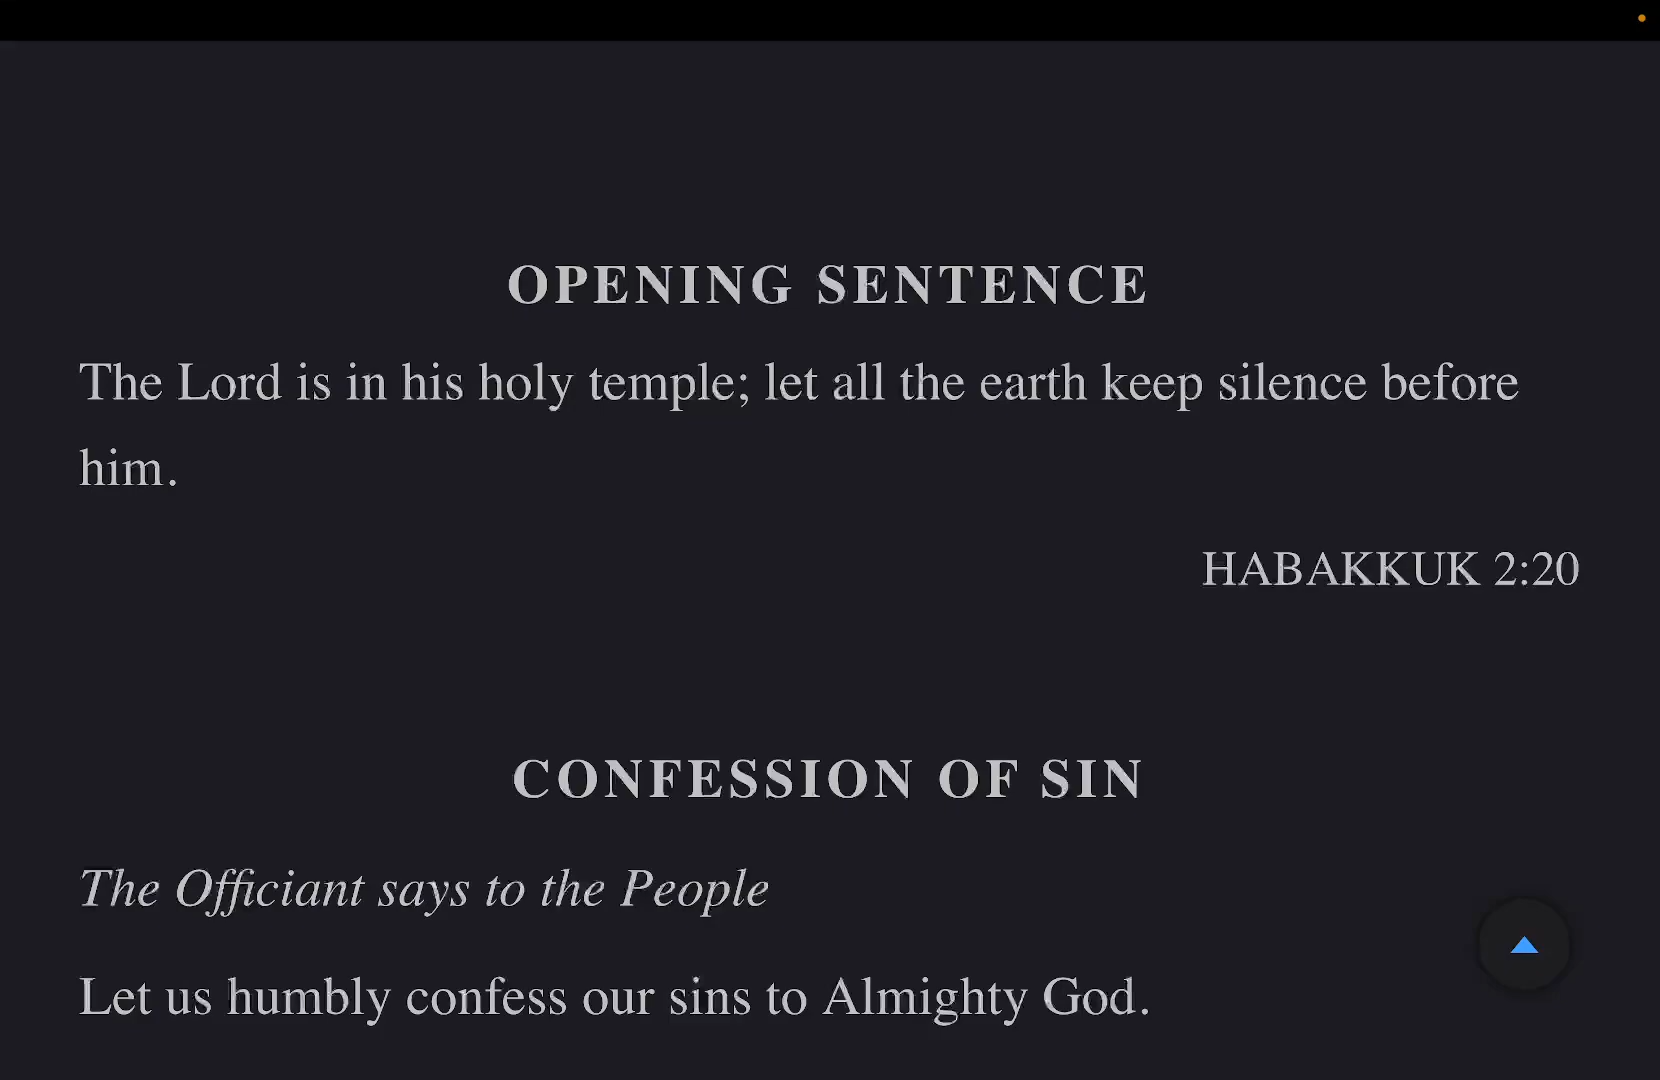 OPENING SENTENCE
The Lord is in his holy temple; let all the earth keep silence before
him.
HABAKKUK 2:20
CONFESSION OF SIN
The Officiant says to the People
Let us humbly confess our sins to Almighty God.